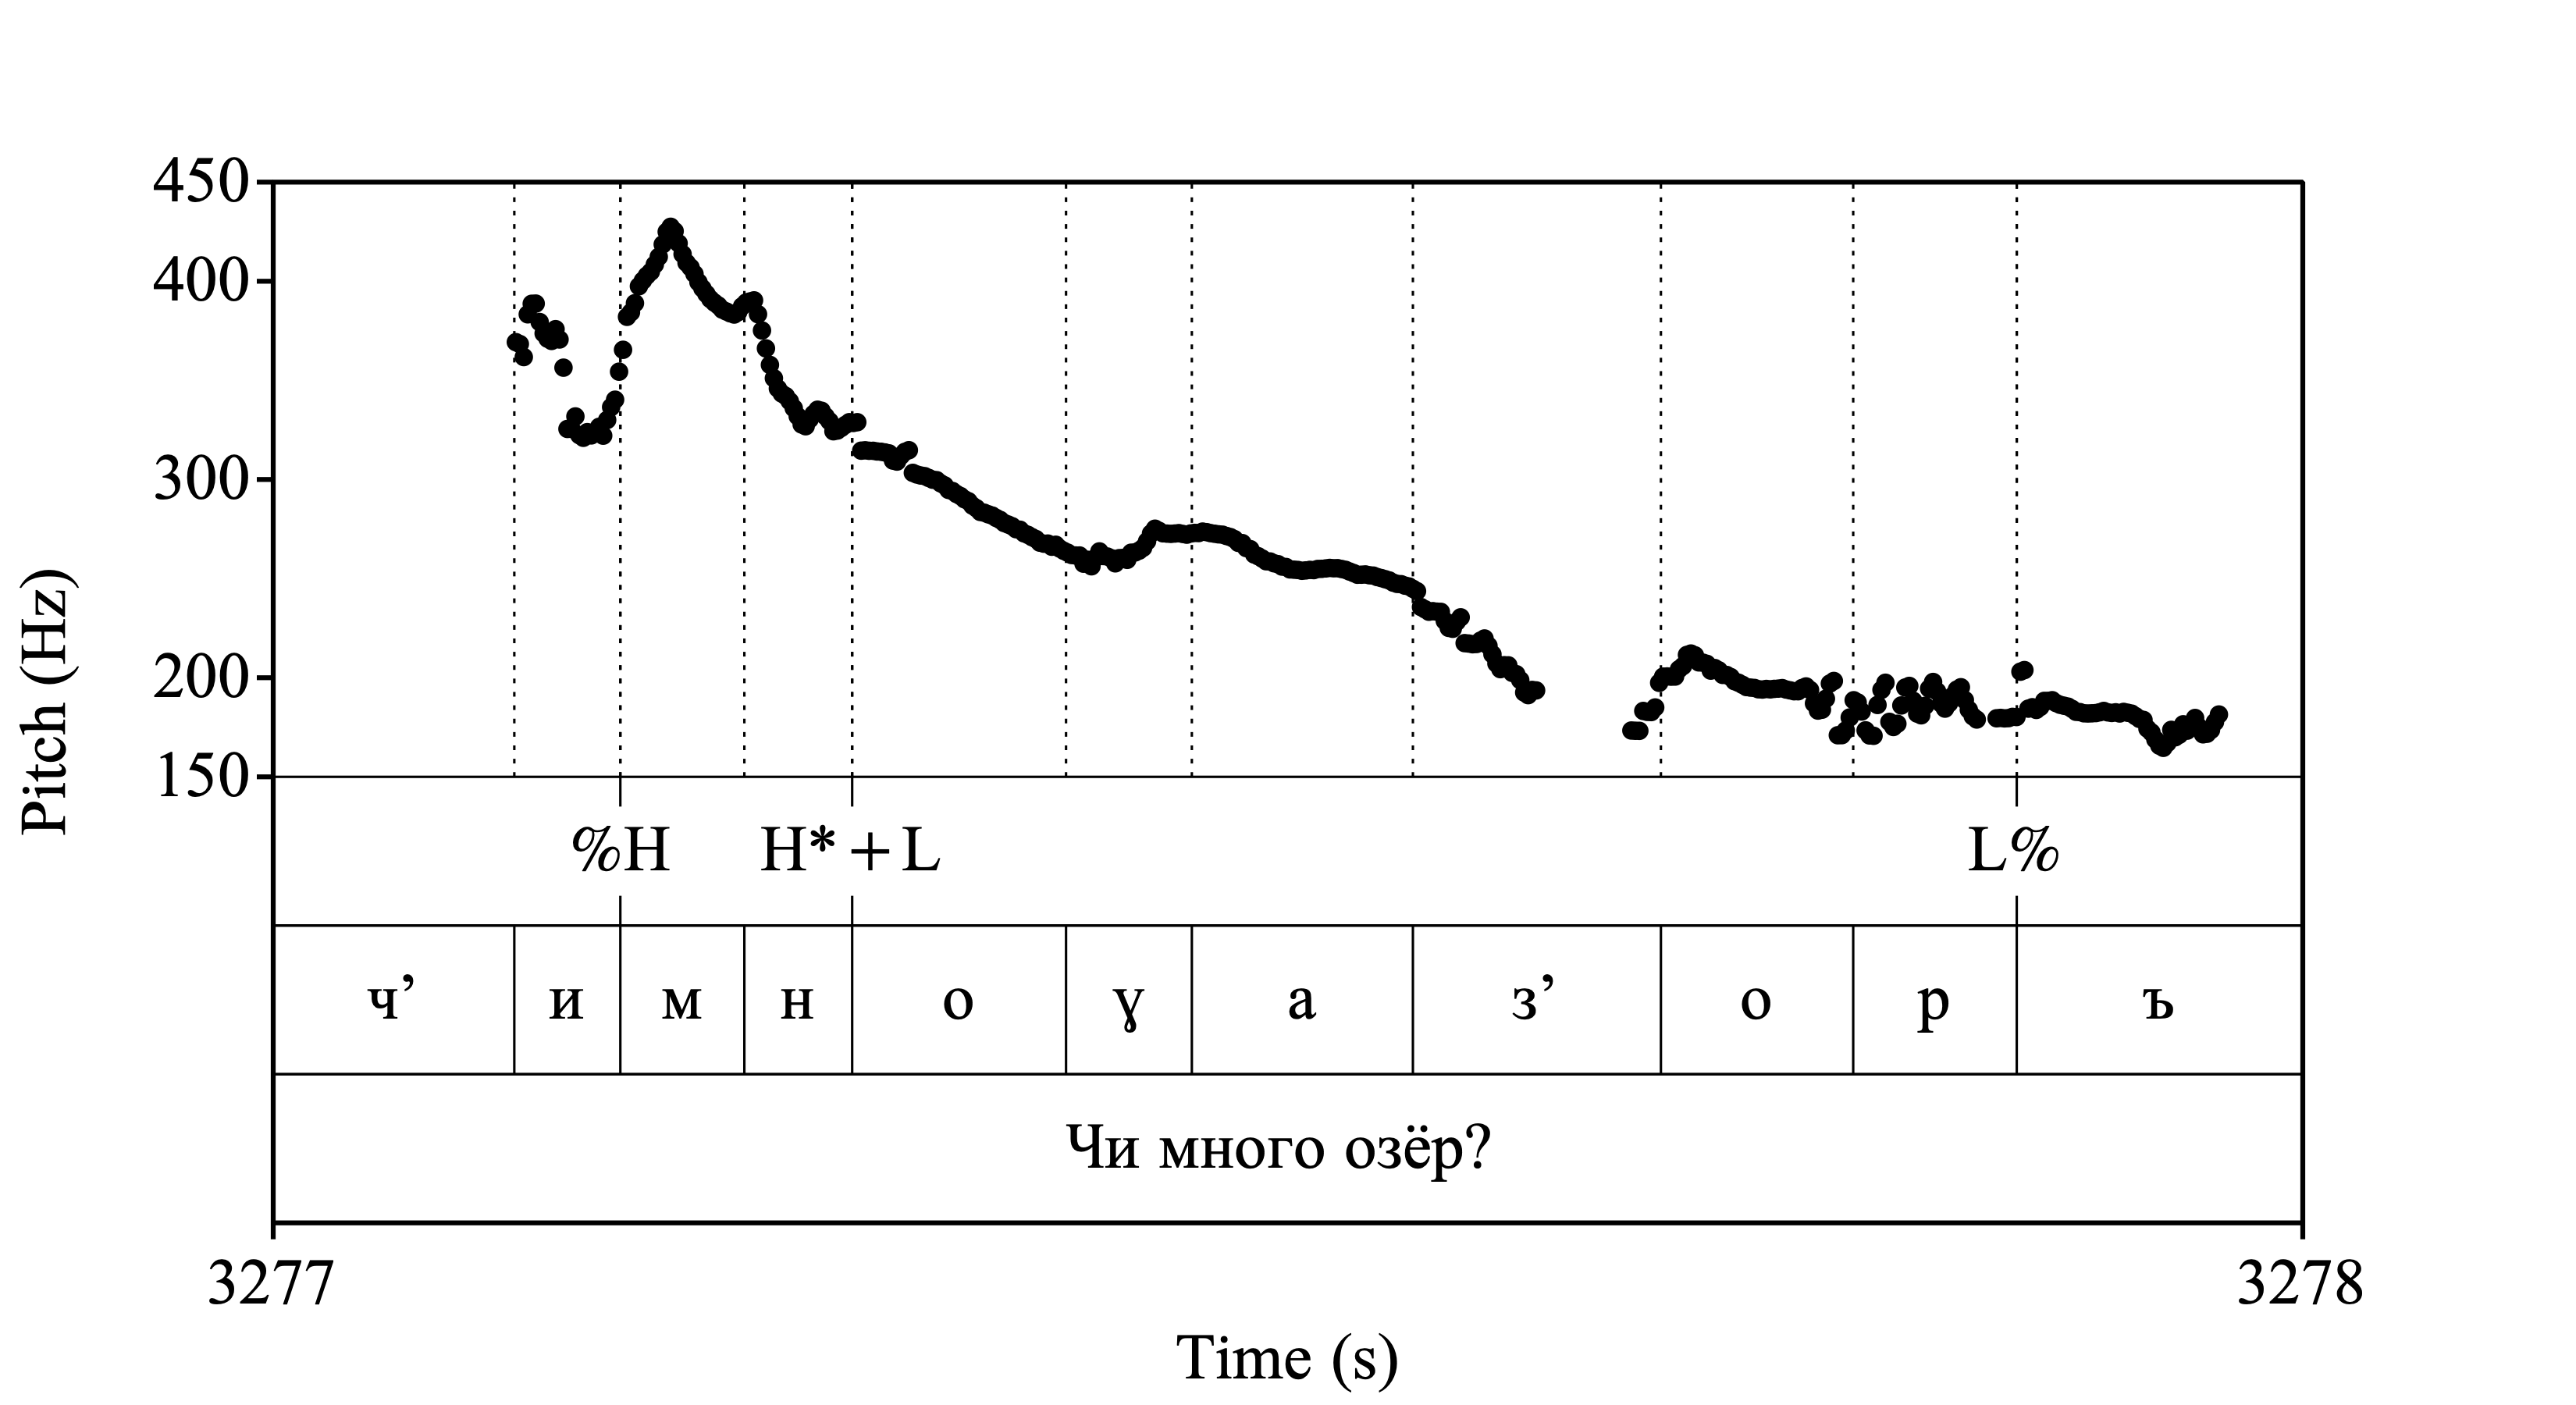 450
400
300
200
150
Pitch (Hz)
%H H*+L L%
ч’ и м н о ɣ а з’ о р ъ
Чи много озёр?
3277 3278
Time (s)